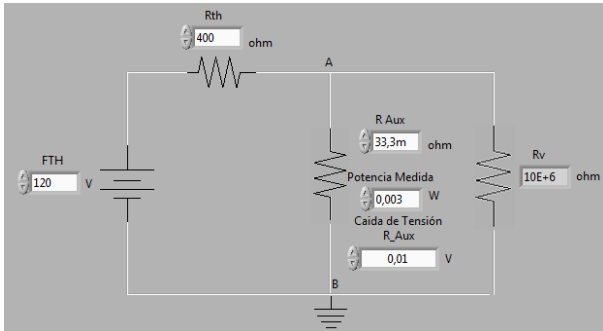 Rth
400 ohm
A
R Aux
33,3m ohm
Rv
10E+6 ohm
FTH
120 V
Potencia Medida
0,003 W
Caida de Tensión
R_Aux
0,01 V
B